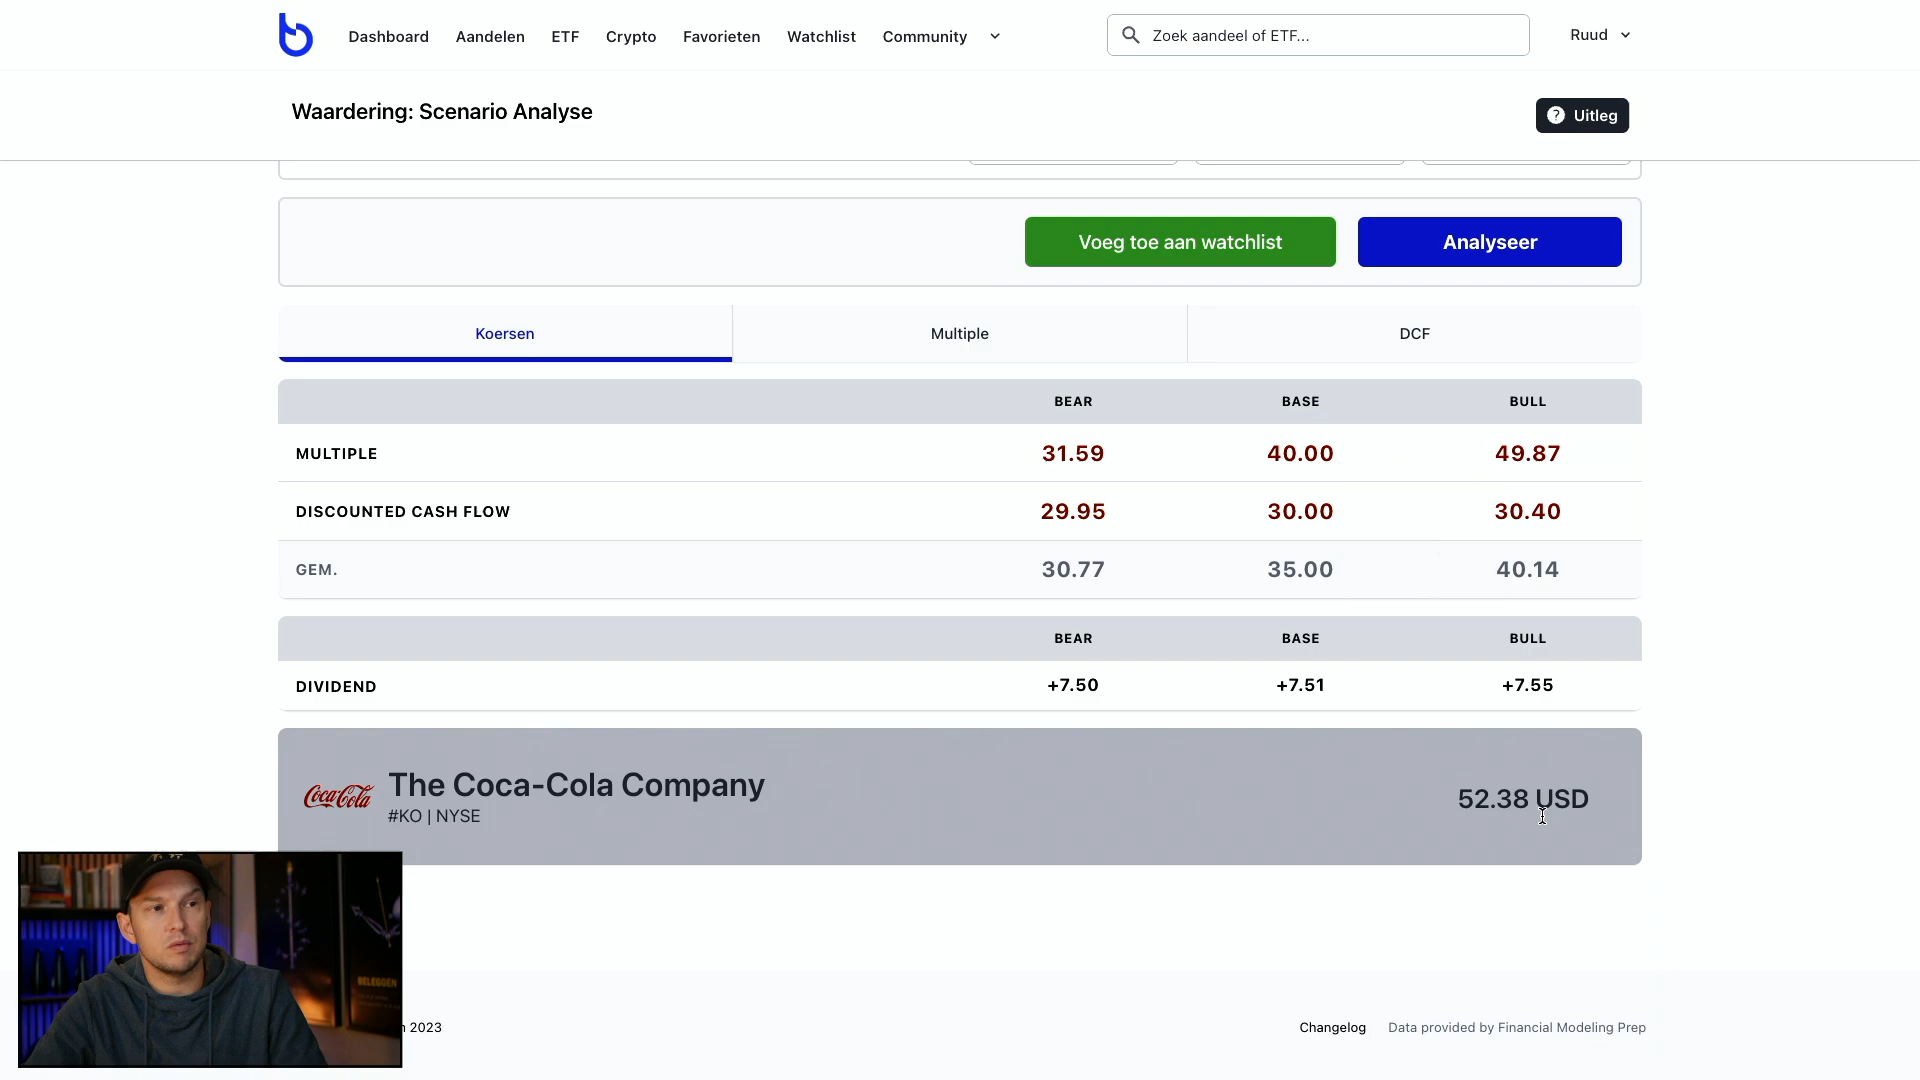 Dashboard Aandelen ETF Crypto Favorieten Watchlist Community Zoek aandeel of ETF... Ruud
Waardering: Scenario Analyse
? Uitleg
Voeg toe aan watchlist Analyseer
Koersen Multiple DCF
BEAR BASE BULL
MULTIPLE 31.59 40.00 49.87
DISCOUNTED CASH FLOW 29.95 30.00 30.40
GEM. 30.77 35.00 40.14
BEAR BASE BULL
DIVIDEND +7.50 +7.51 +7.55
Coca-Cola The Coca-Cola Company 52.38 USD
#KO | NYSE
BELEGGEN
2023 Changelog Data provided by Financial Modeling Prep